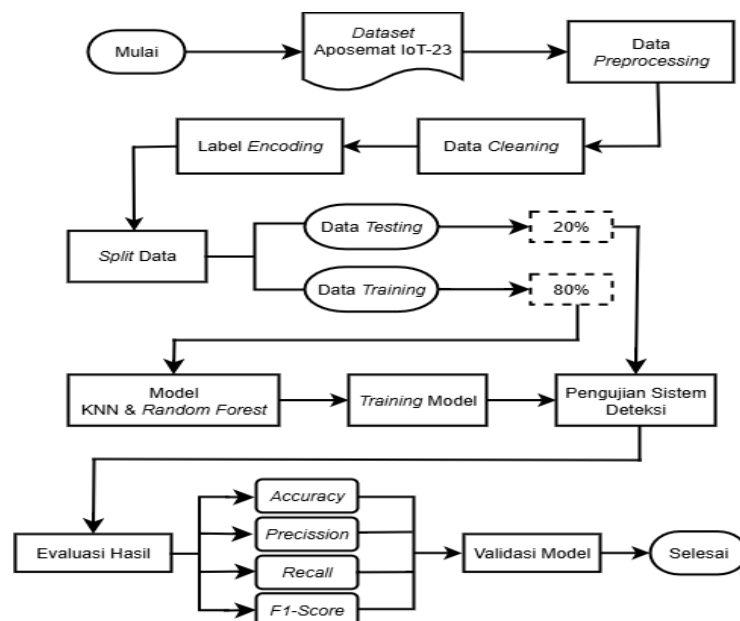 Mulai
Dataset
Aposemat IoT-23
Data
Preprocessing
Label Encoding
Data Cleaning
Split Data
Data Testing
20%
Data Training
80%
Model
KNN & Random Forest
Training Model
Pengujian Sistem
Deteksi
Evaluasi Hasil
Accuracy
Precission
Recall
F1-Score
Validasi Model
Selesai